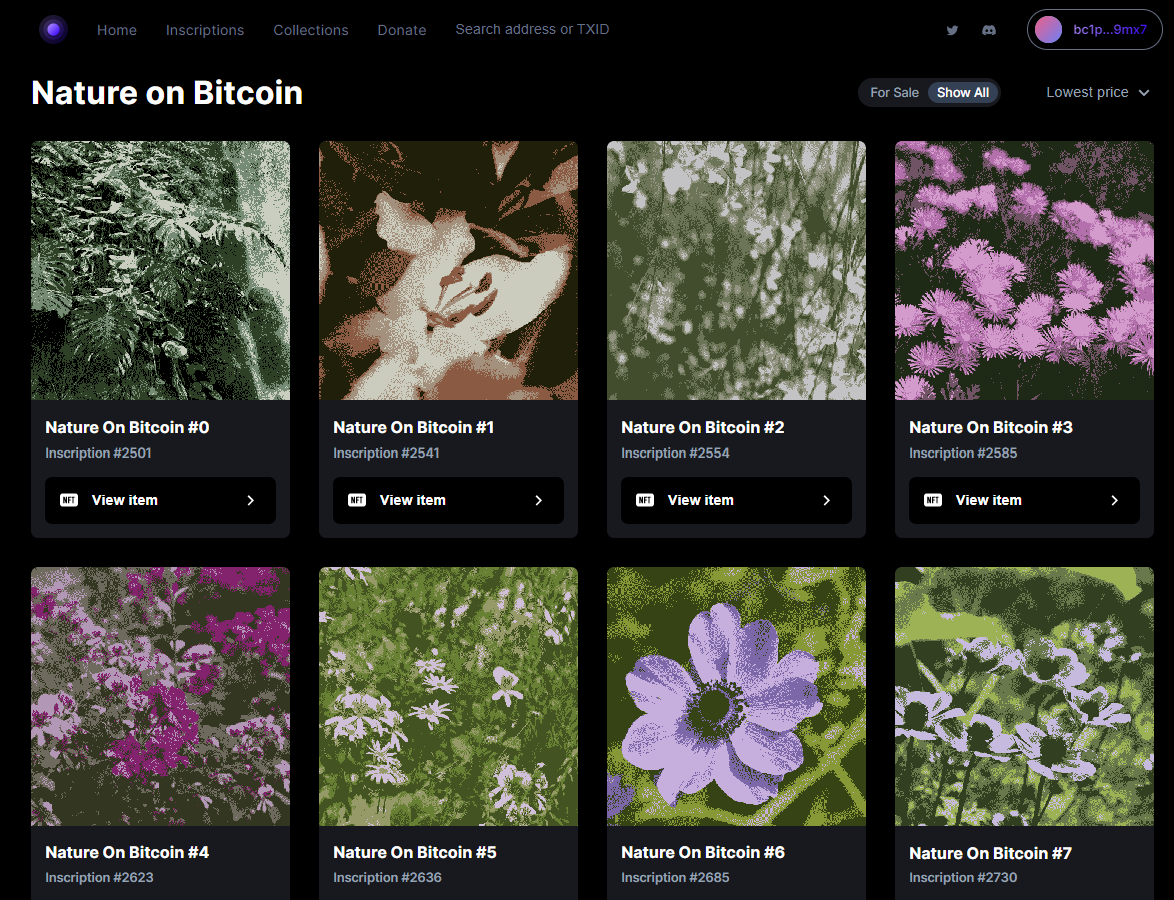 Home Inscriptions Collections Donate Search address or TXID bc1p...9mx7
Nature on Bitcoin For Sale Show All Lowest price
Nature On Bitcoin #0 Nature On Bitcoin #1 Nature On Bitcoin #2 Nature On Bitcoin #3
Inscription #2501 Inscription #2541 Inscription #2554 Inscription #2585
NFT View item NFT View item NFT View item NFT View item
Nature On Bitcoin #4 Nature On Bitcoin #5 Nature On Bitcoin #6 Nature On Bitcoin #7
Inscription #2623 Inscription #2636 Inscription #2685 Inscription #2730